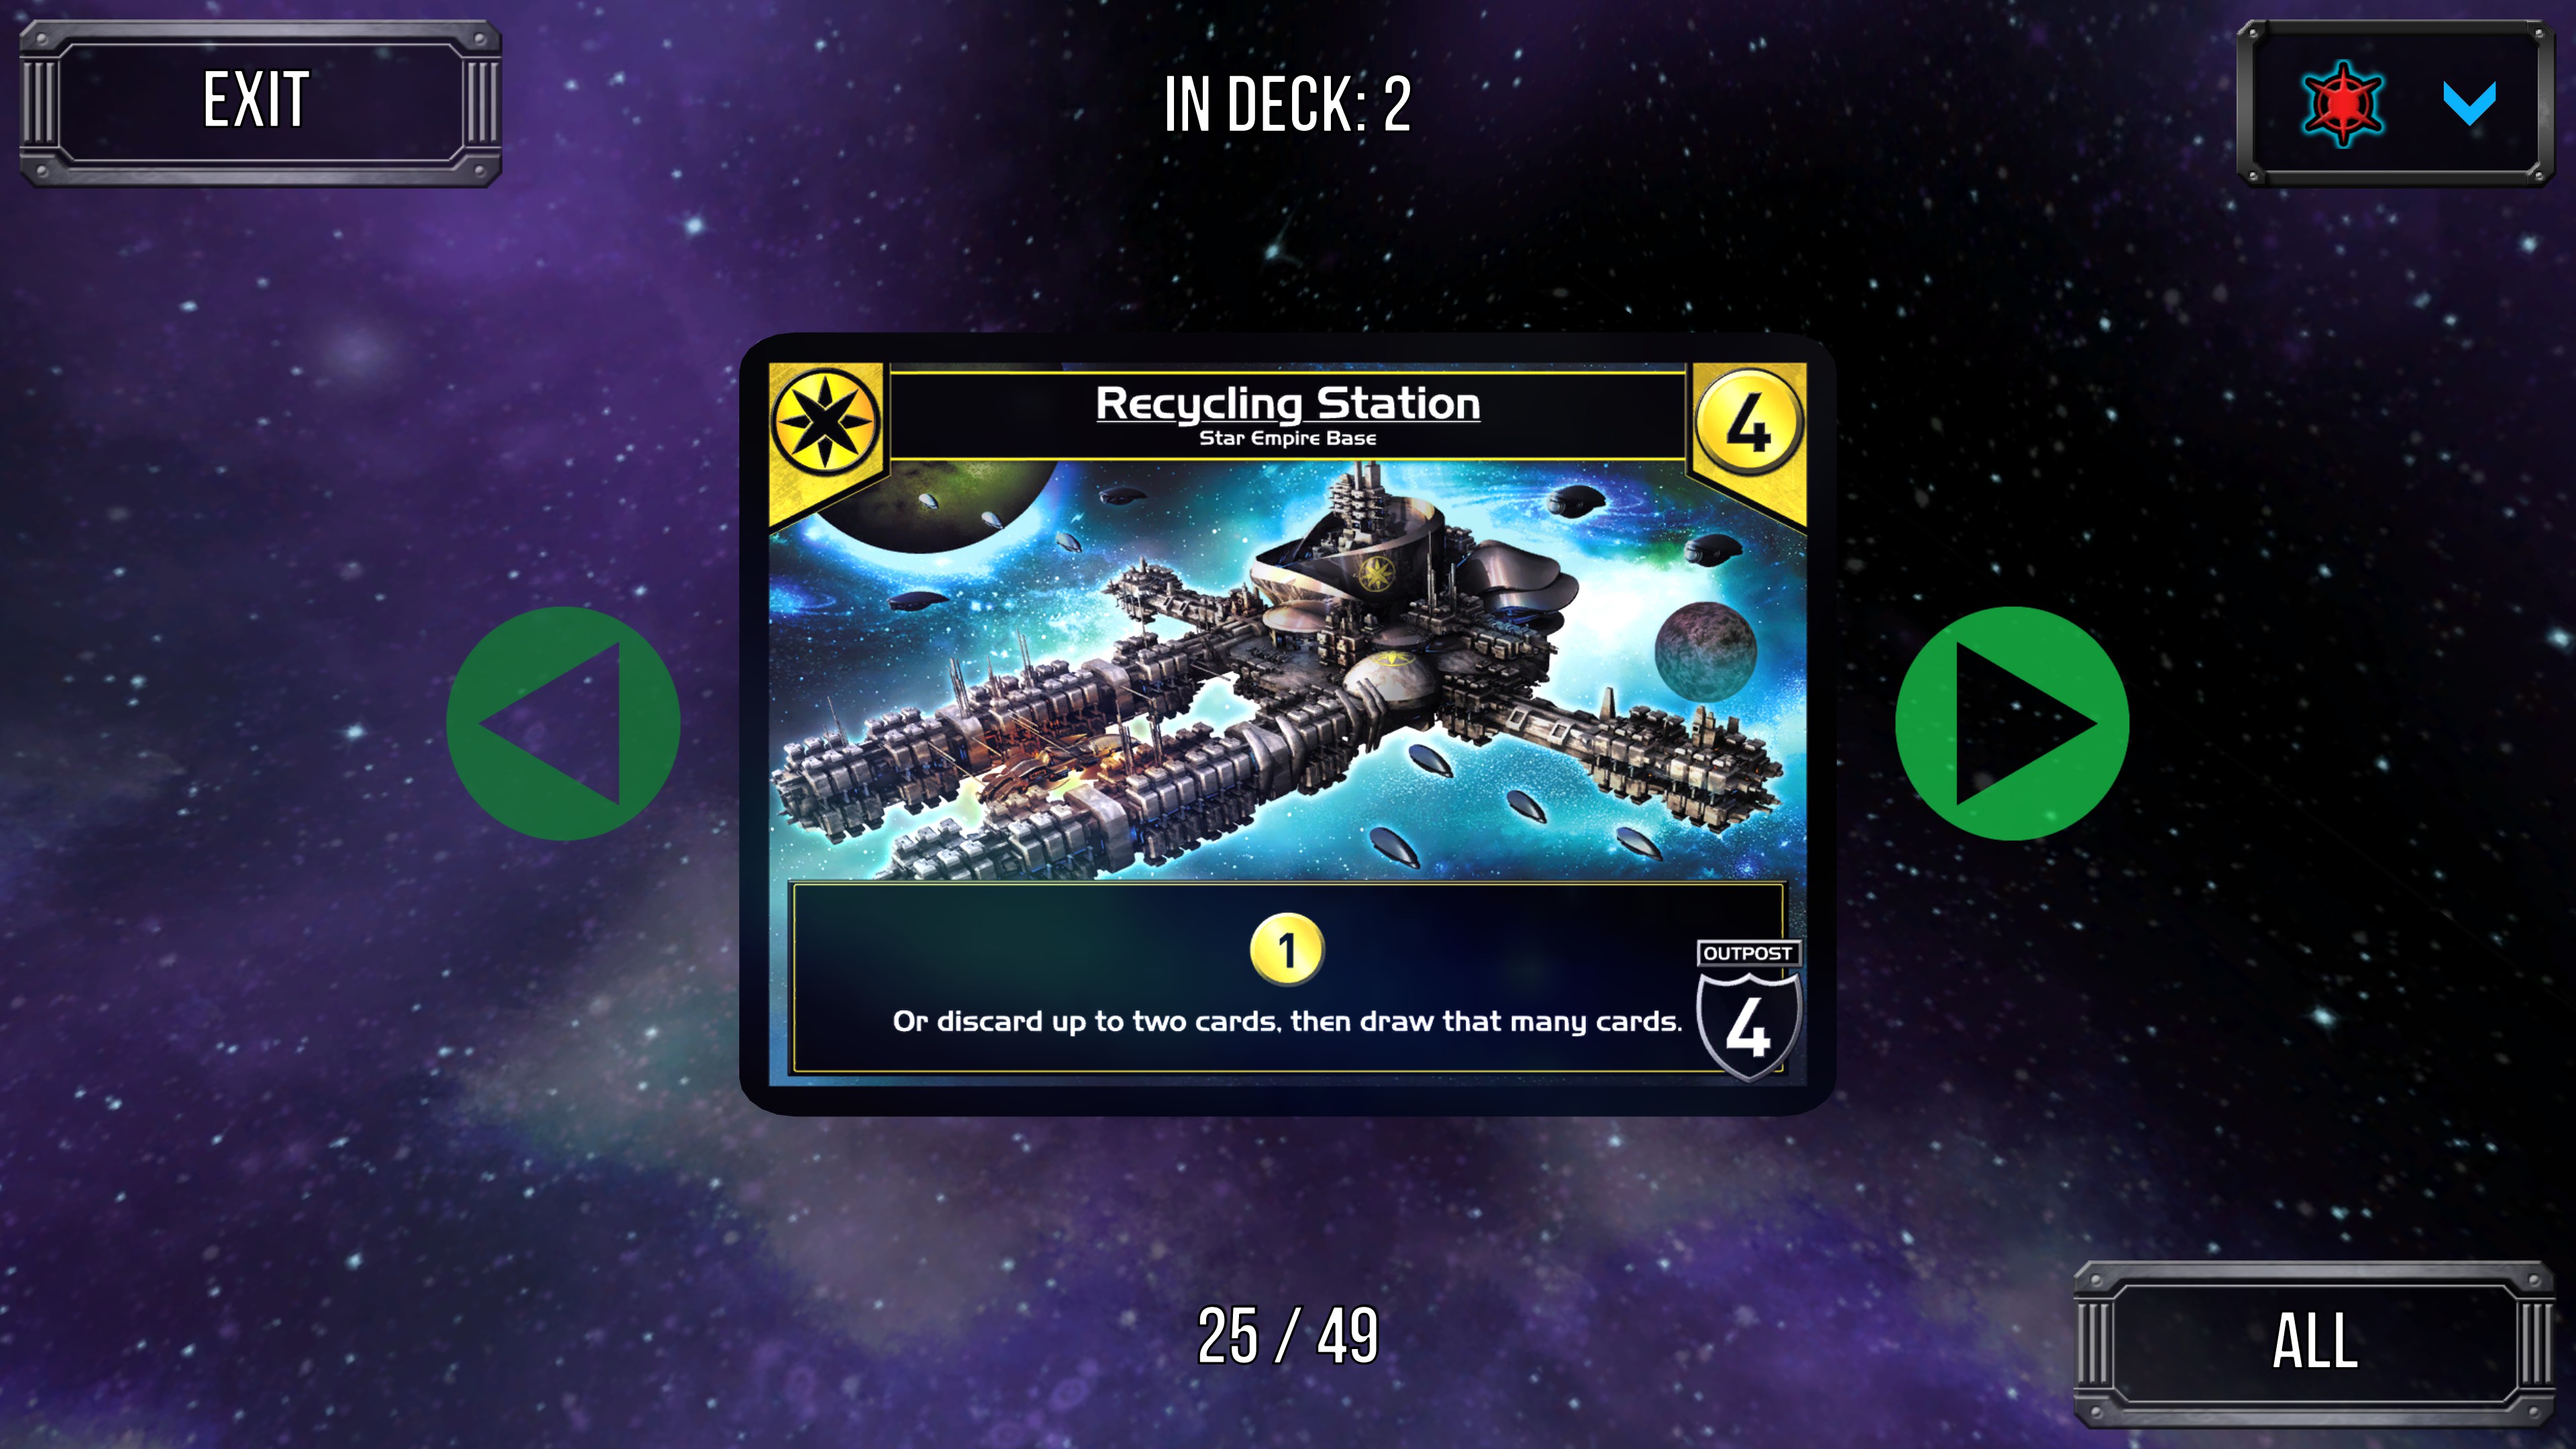 EXIT
IN DECK: 2
Recycling Station
Star Empire Base
4
1
Or discard up to two cards, then draw that many cards.
OUTPOST
4
25 / 49
ALL